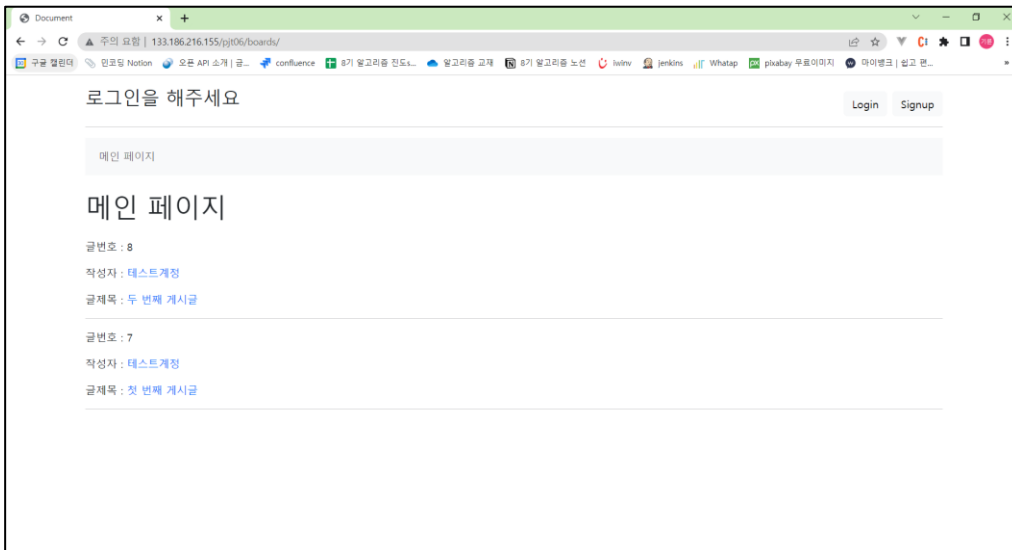 Document
주의 요함 | 133.186.216.155/pjt06/boards/
구글 캘린더 민코딩 Notion 오픈 API 소개 | 공... confluence 8기 알고리즘 진도s... 알고리즘 교재 8기 알고리즘 노션 iwinv jenkins Whatap pixabay 무료이미지 마이뱅크 | 쉽고 편...
로그인을 해주세요
Login Signup
메인 페이지
메인 페이지
글번호 : 8
작성자 : 테스트계정
글제목 : 두 번째 게시글
글번호 : 7
작성자 : 테스트계정
글제목 : 첫 번째 게시글